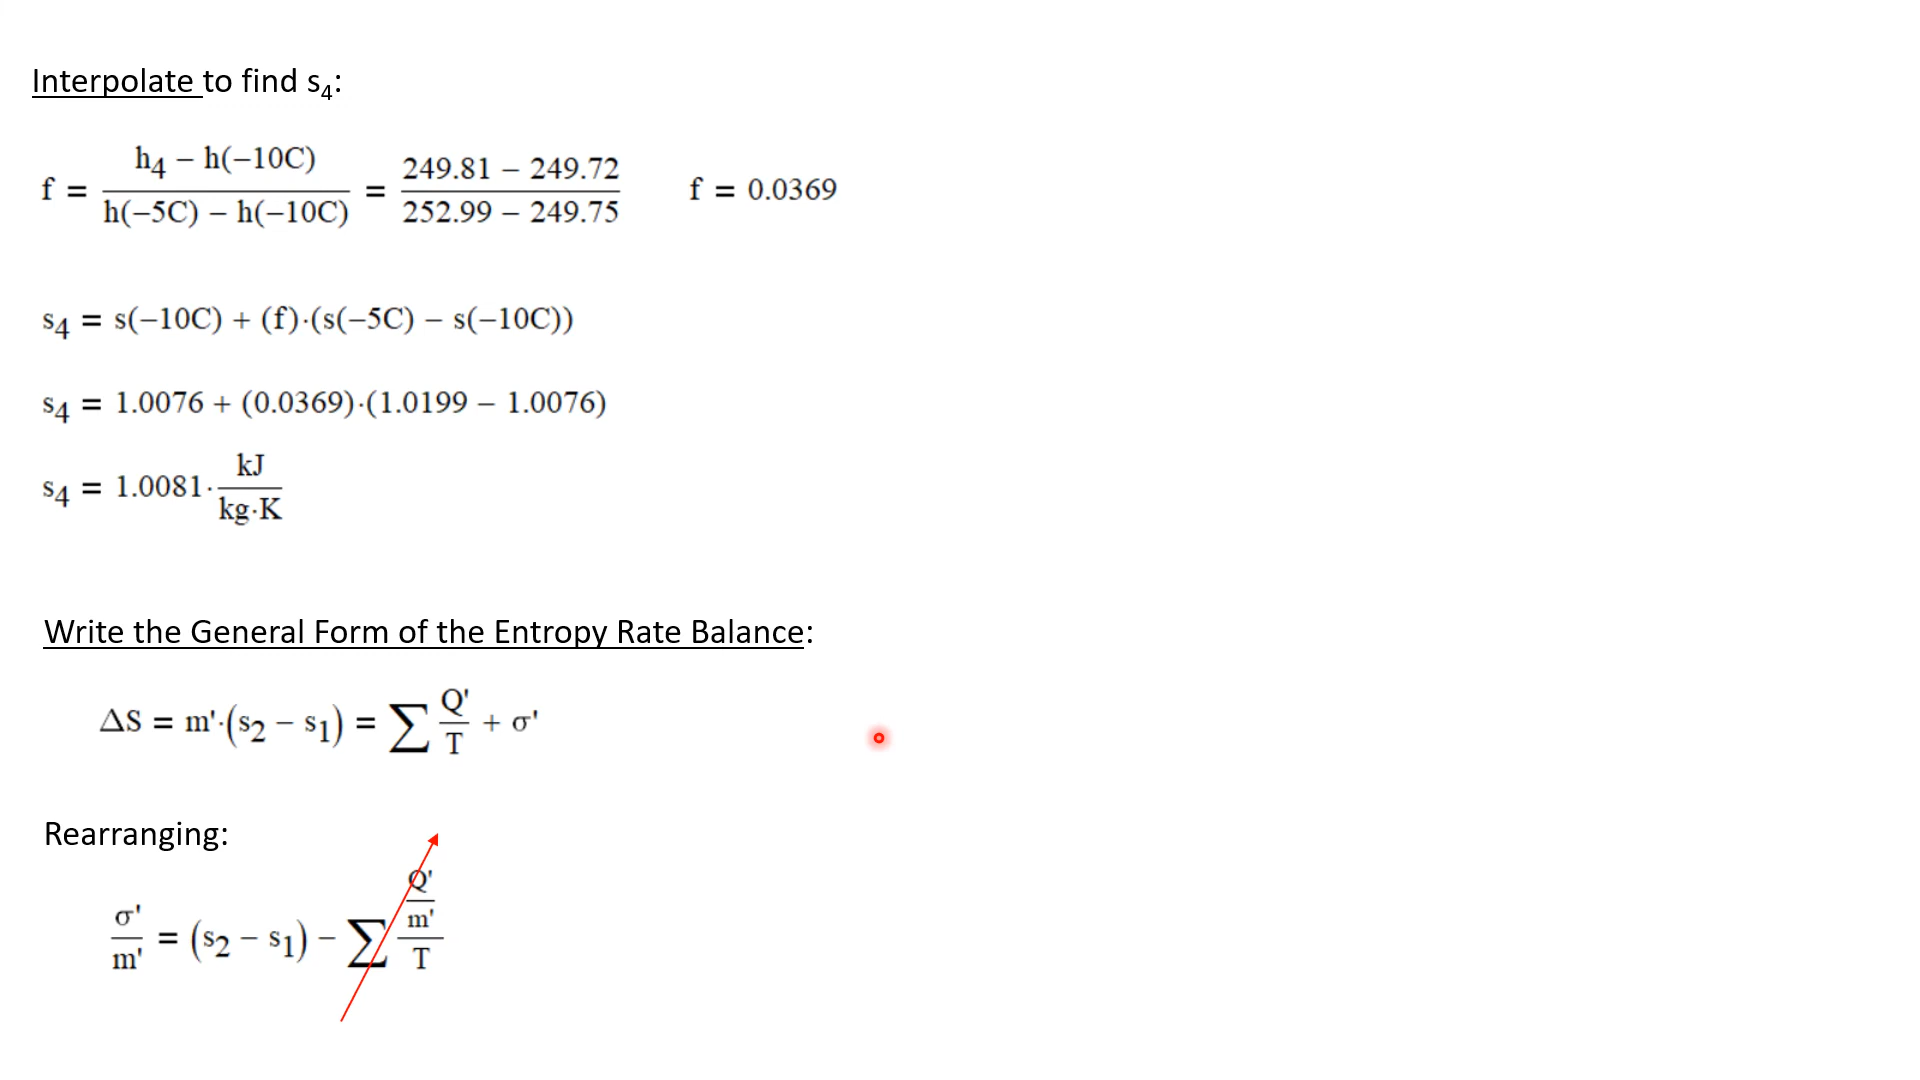 Interpolate to find s4:
f = (h4 − h(−10C)) / (h(−5C) − h(−10C)) = (249.81 − 249.72) / (252.99 − 249.75)    f = 0.0369
s4 = s(−10C) + (f)·(s(−5C) − s(−10C))
s4 = 1.0076 + (0.0369)·(1.0199 − 1.0076)
s4 = 1.0081· kJ / kg·K
Write the General Form of the Entropy Rate Balance:
ΔS = m'·(s2 − s1) = ∑ Q' / T + σ'
Rearranging:
σ' / m' = (s2 − s1) − ∑ (Q' / m') / T